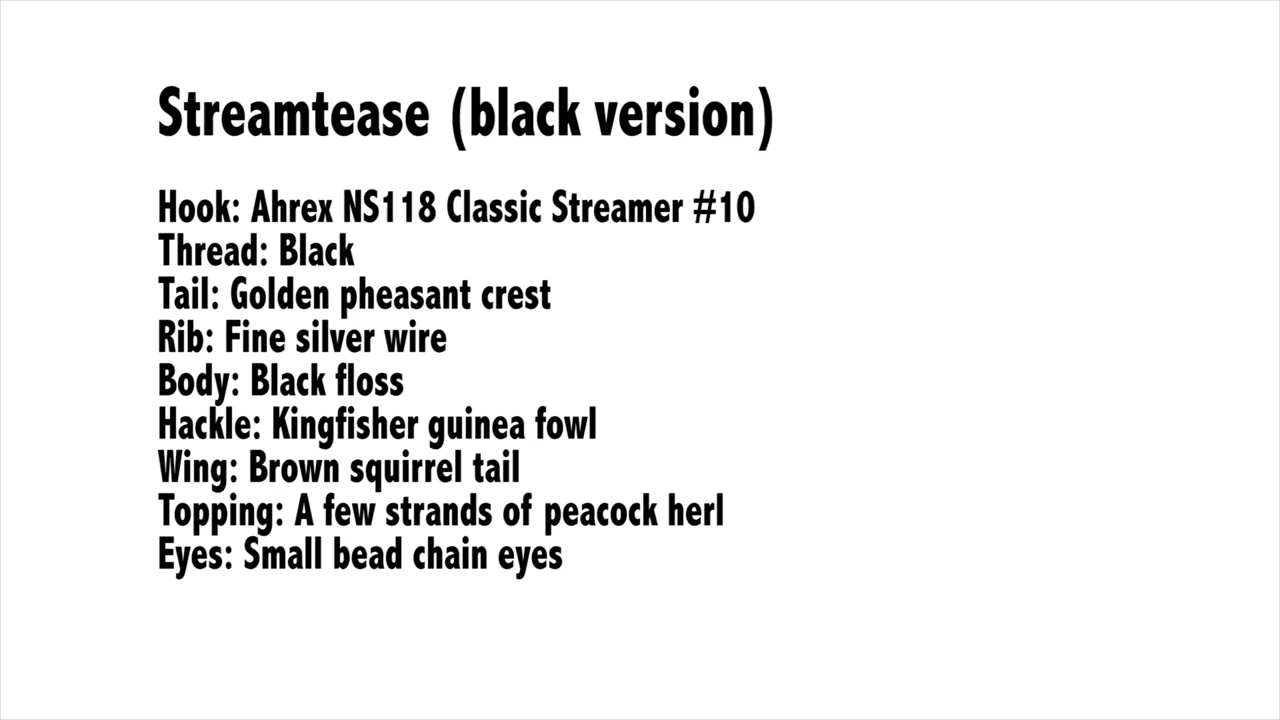 Streamtease (black version)
Hook: Ahrex NS118 Classic Streamer #10
Thread: Black
Tail: Golden pheasant crest
Rib: Fine silver wire
Body: Black floss
Hackle: Kingfisher guinea fowl
Wing: Brown squirrel tail
Topping: A few strands of peacock herl
Eyes: Small bead chain eyes